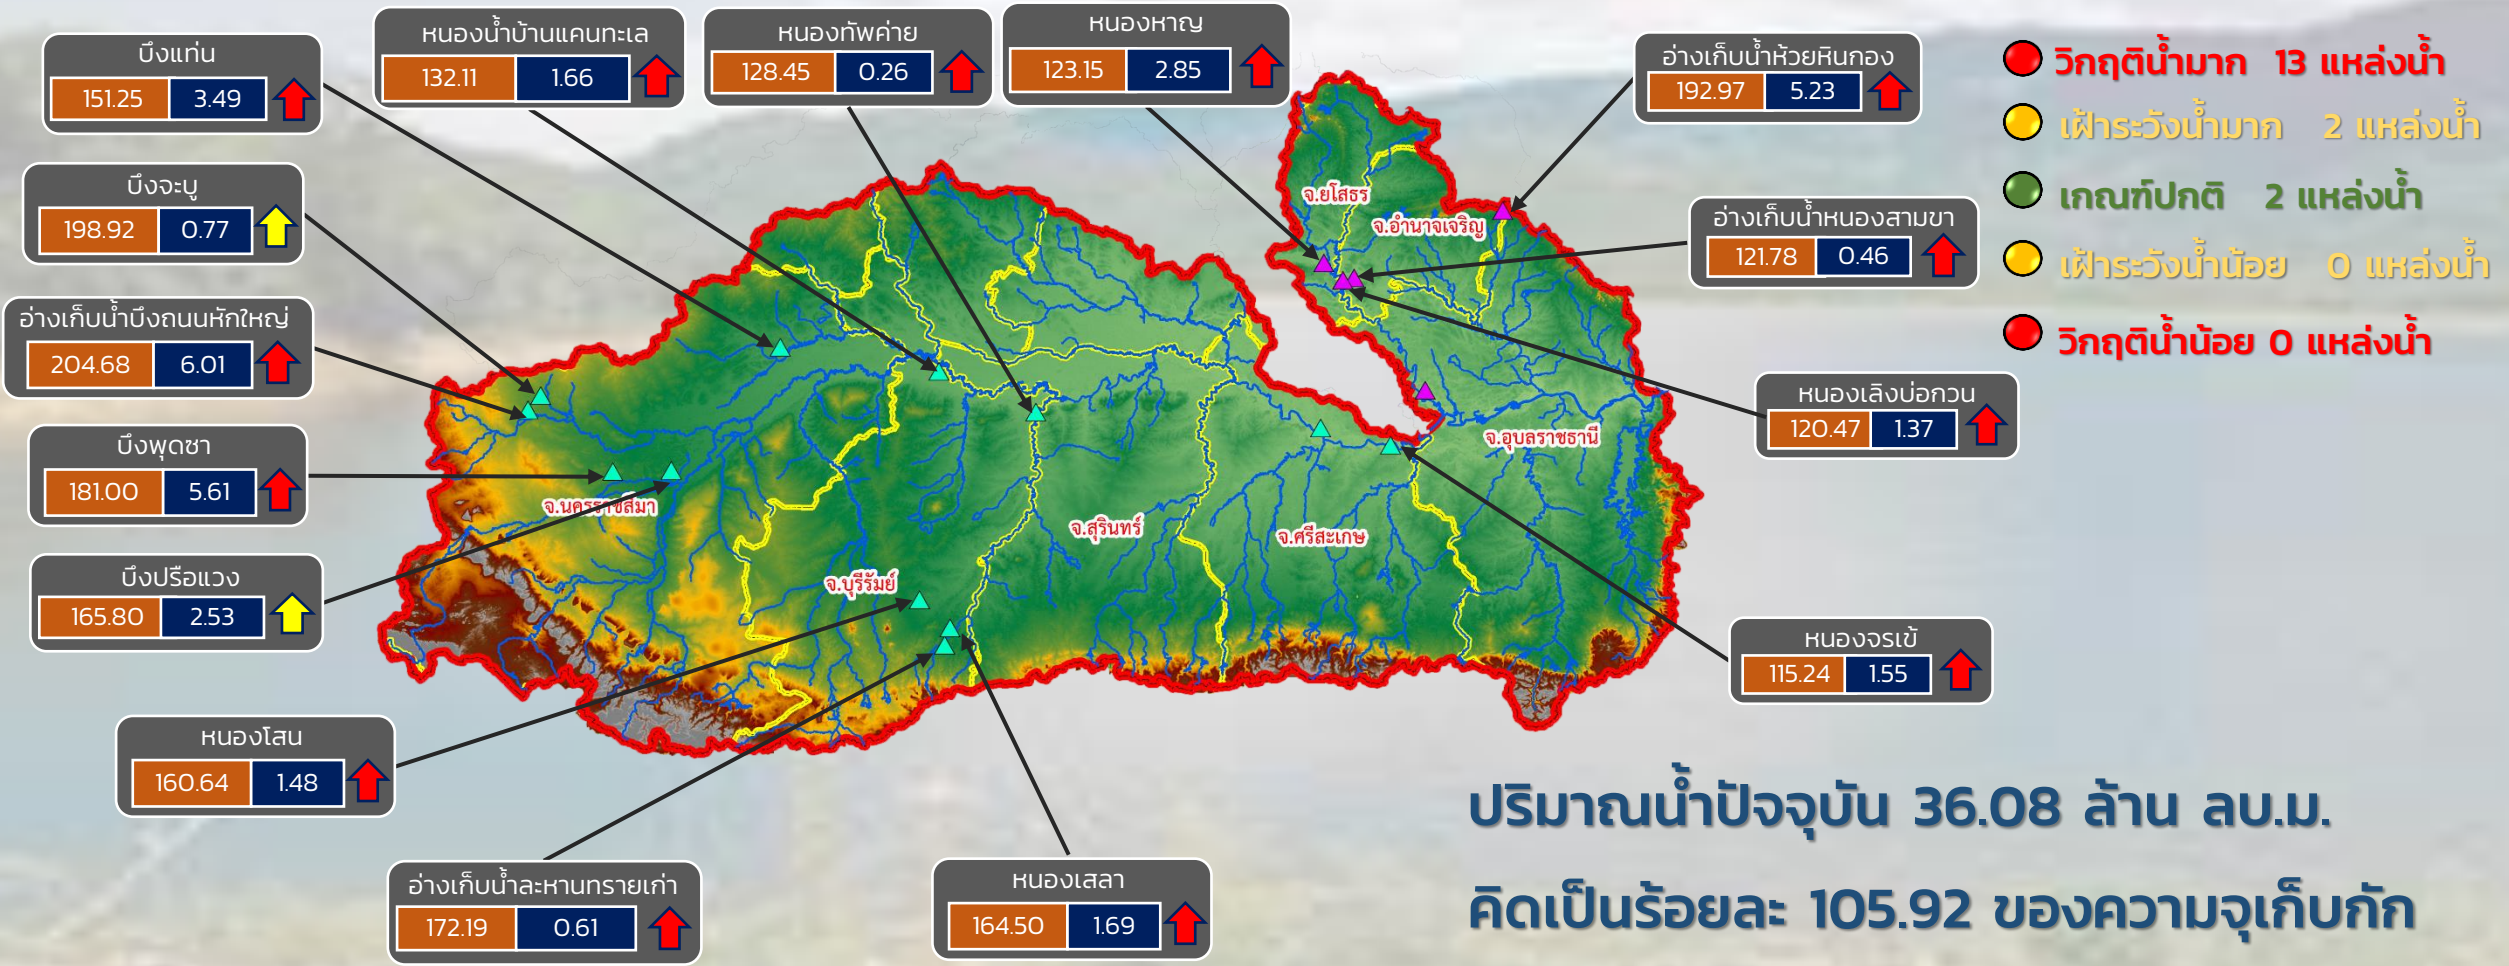 บึงแท่น
151.25 3.49
หนองน้ำบ้านแคนทะเล
132.11 1.66
หนองทัพค่าย
128.45 0.26
หนองหาญ
123.15 2.85
อ่างเก็บน้ำห้วยหินกอง
192.97 5.23
วิกฤติน้ำมาก 13 แหล่งน้ำ
เฝ้าระวังน้ำมาก 2 แหล่งน้ำ
เกณฑ์ปกติ 2 แหล่งน้ำ
เฝ้าระวังน้ำน้อย 0 แหล่งน้ำ
วิกฤติน้ำน้อย 0 แหล่งน้ำ
บึงจะบู
198.92 0.77
อ่างเก็บน้ำบึงถนนหักใหญ่
204.68 6.01
บึงพุดซา
181.00 5.61
บึงปรือแวง
165.80 2.53
หนองโสน
160.64 1.48
อ่างเก็บน้ำละหานทรายเก่า
172.19 0.61
หนองเสลา
164.50 1.69
อ่างเก็บน้ำหนองสามขา
121.78 0.46
หนองเลิงบ่อกวน
120.47 1.37
หนองจรเข้
115.24 1.55
จ.ยโสธร
จ.อำนาจเจริญ
จ.อุบลราชธานี
จ.นครราชสีมา
จ.สุรินทร์
จ.ศรีสะเกษ
จ.บุรีรัมย์
ปริมาณน้ำปัจจุบัน 36.08 ล้าน ลบ.ม.
คิดเป็นร้อยละ 105.92 ของความจุเก็บกัก